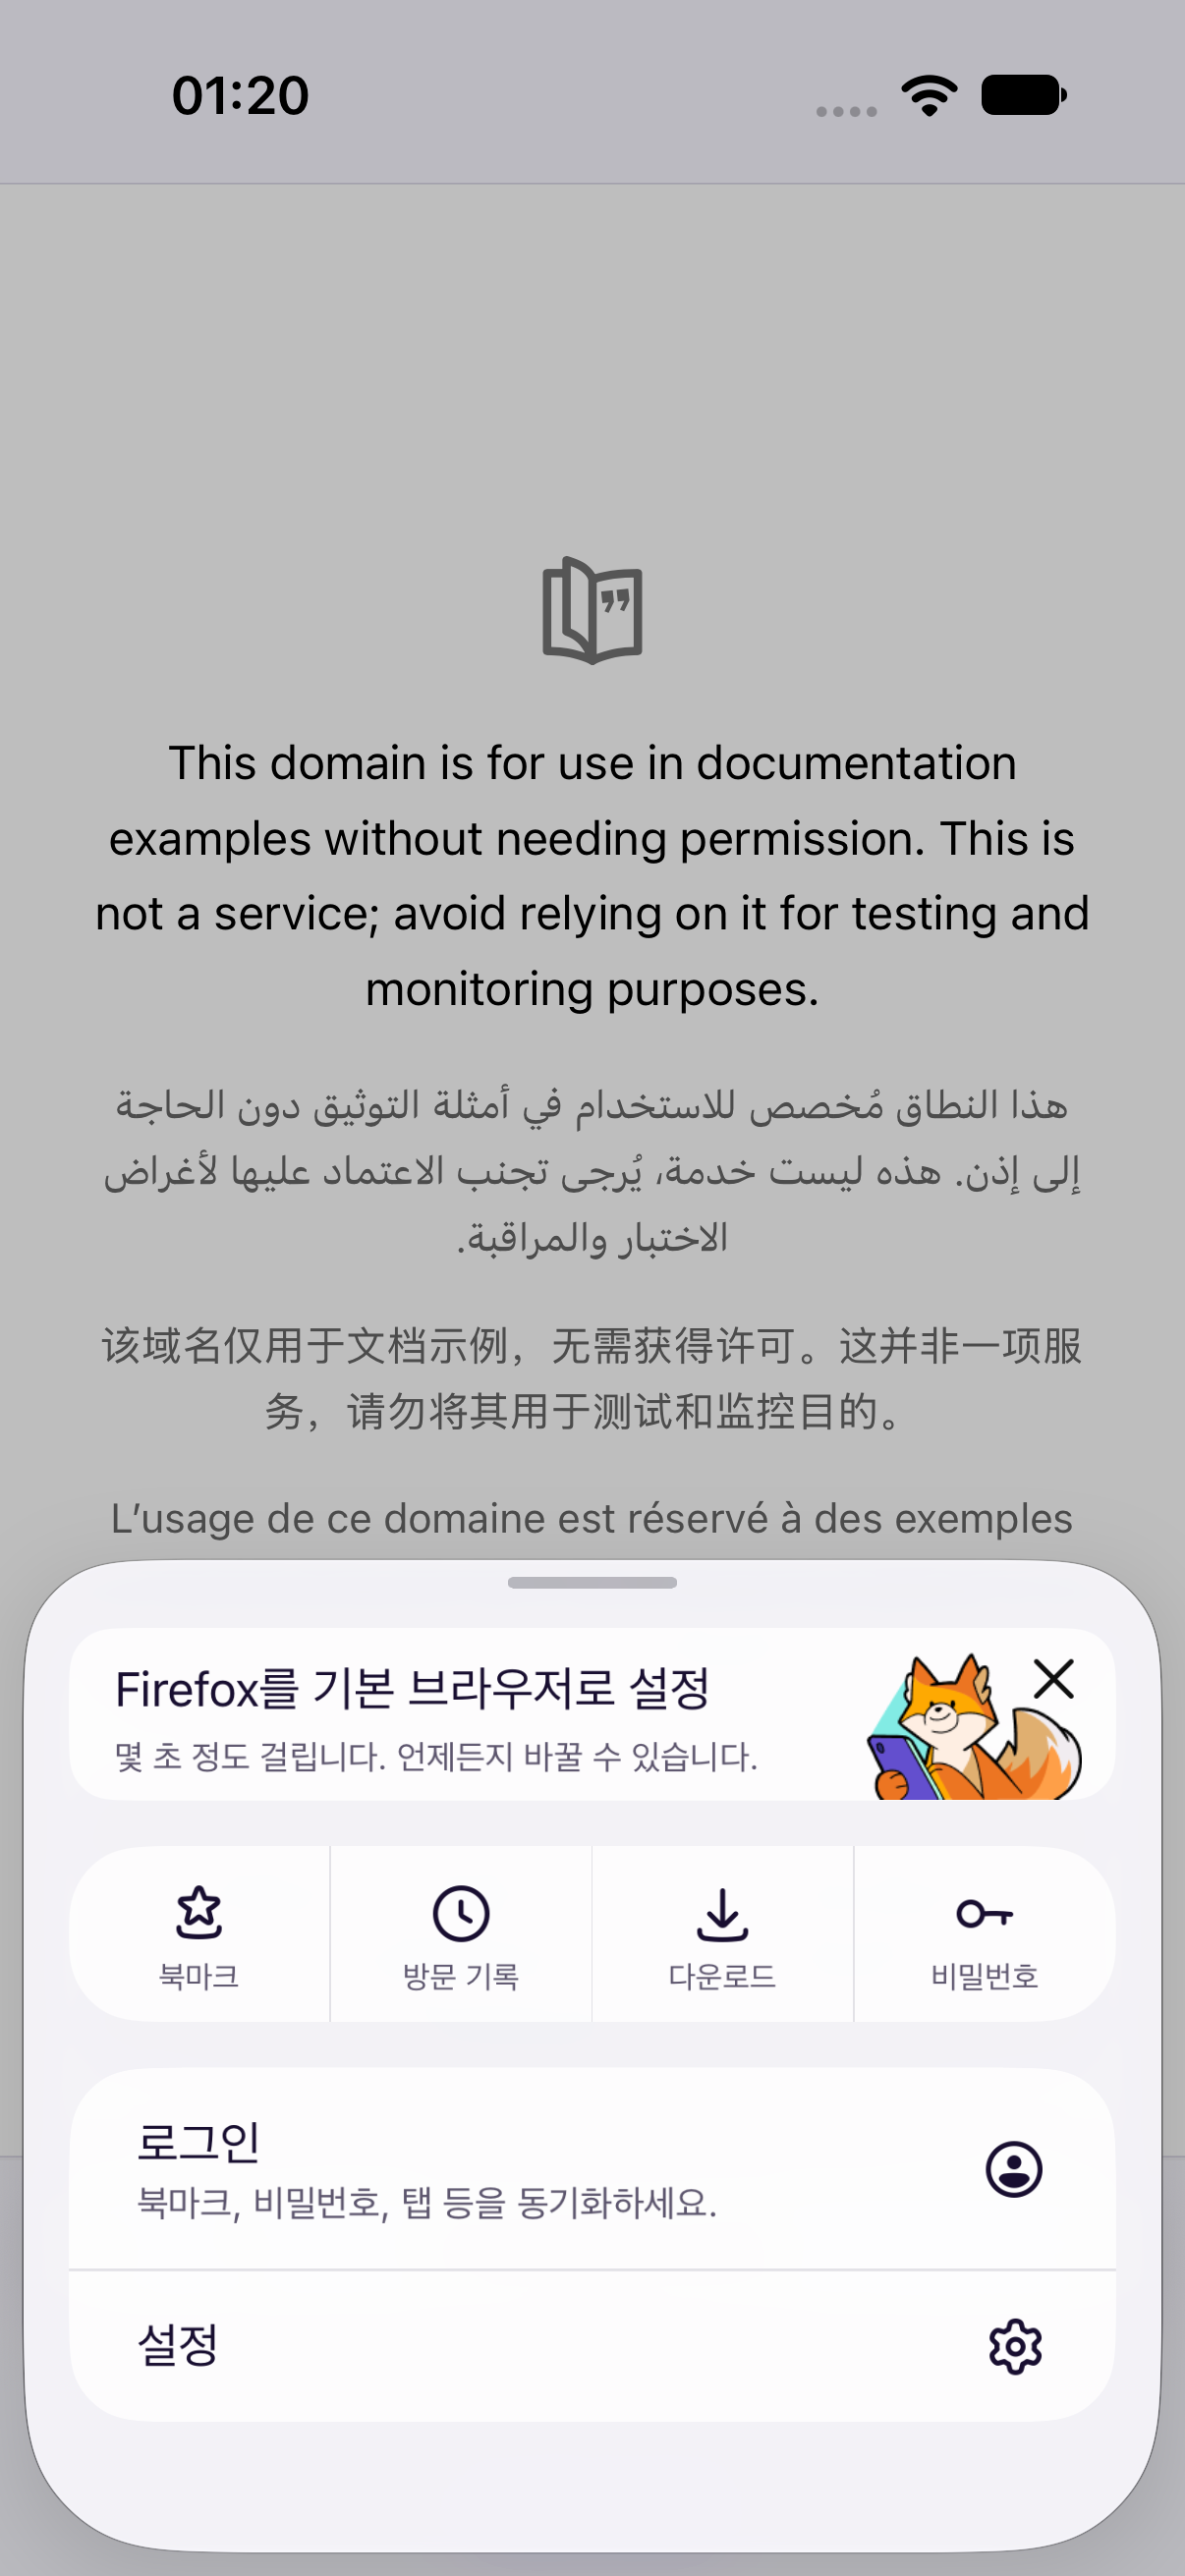 01:20
This domain is for use in documentation
examples without needing permission. This is
not a service; avoid relying on it for testing and
monitoring purposes.
هذا النطاق مُخصص للاستخدام في أمثلة التوثيق دون الحاجة
إلى إذن. هذه ليست خدمة، يُرجى تجنب الاعتماد عليها لأغراض
الاختبار والمراقبة.
该域名仅用于文档示例，无需获得许可。这并非一项服
务，请勿将其用于测试和监控目的。
L’usage de ce domaine est réservé à des exemples
Firefox를 기본 브라우저로 설정
몇 초 정도 걸립니다. 언제든지 바꿀 수 있습니다.
북마크
방문 기록
다운로드
비밀번호
로그인
북마크, 비밀번호, 탭 등을 동기화하세요.
설정